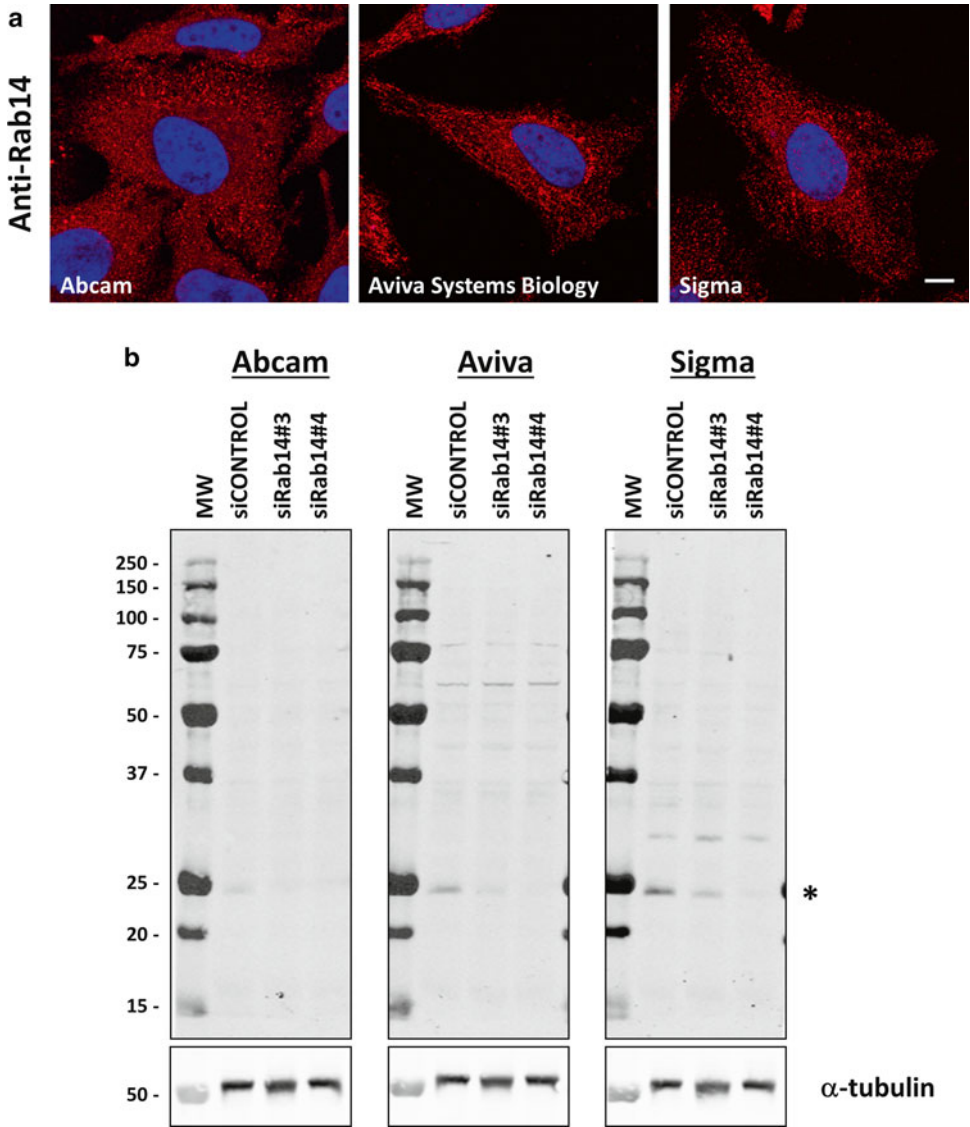 a
Anti-Rab14
Abcam
Aviva Systems Biology
Sigma
b
Abcam
Aviva
Sigma
MW
siCONTROL
siRab14#3
siRab14#4
MW
siCONTROL
siRab14#3
siRab14#4
MW
siCONTROL
siRab14#3
siRab14#4
250 -
150 -
100 -
75 -
50 -
37 -
25 -
*
20 -
15 -
50 -
α-tubulin